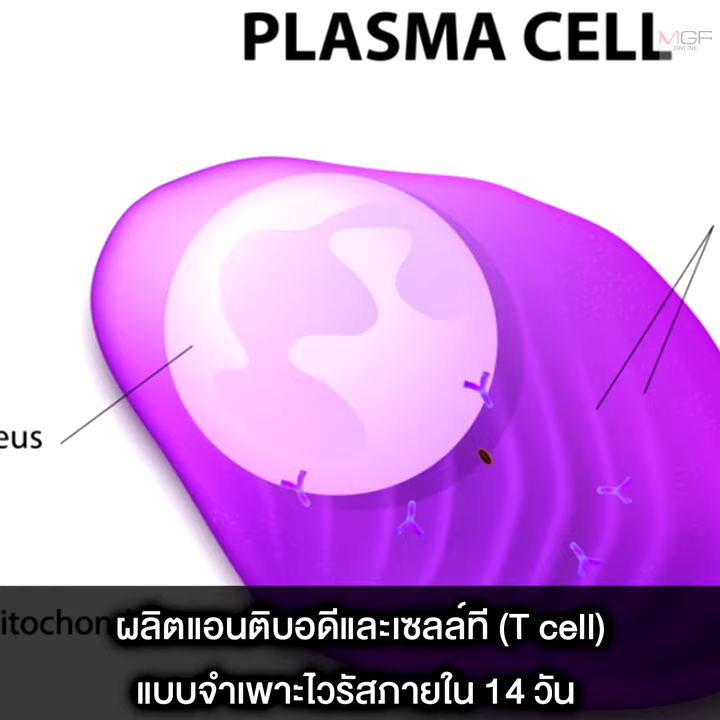 PLASMA CELL
MGR
ONLINE
eus
itochon
ผลิตแอนติบอดีและเซลล์ที (T cell)
แบบจำเพาะไวรัสภายใน 14 วัน